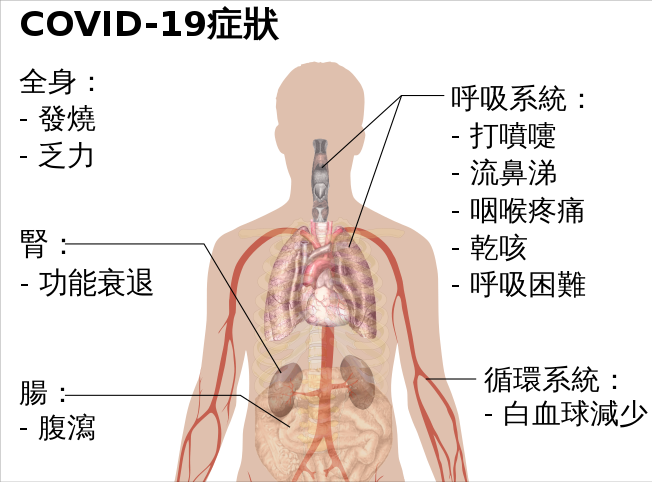 COVID-19症狀
全身：
- 發燒
- 乏力
腎：
- 功能衰退
腸：
- 腹瀉
呼吸系統：
- 打噴嚏
- 流鼻涕
- 咽喉疼痛
- 乾咳
- 呼吸困難
循環系統：
- 白血球減少